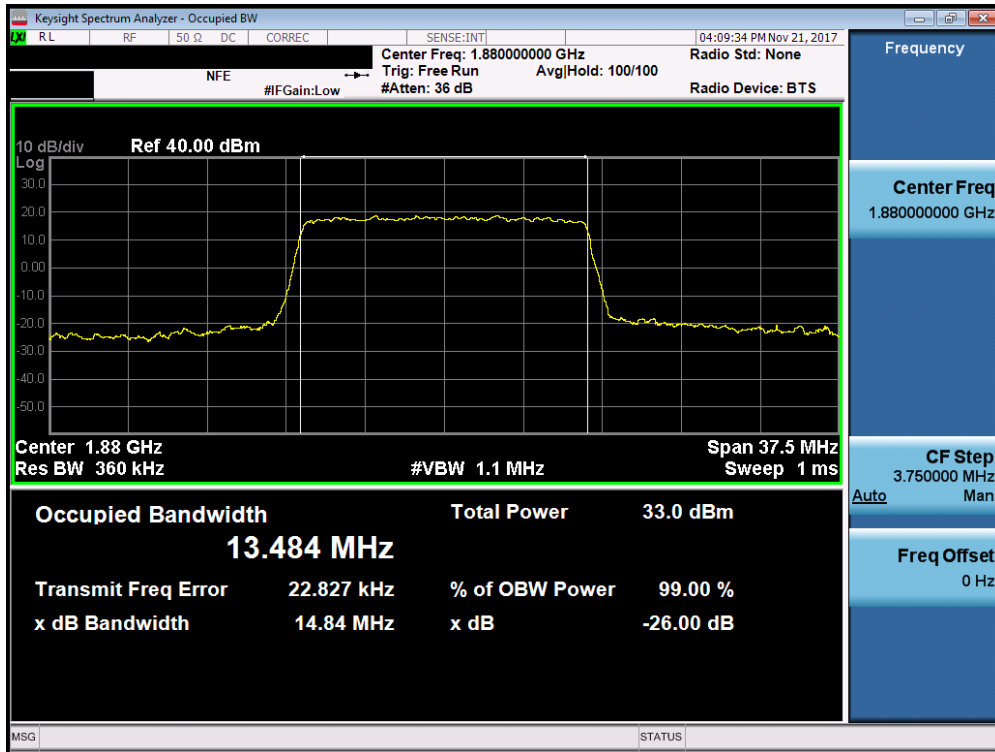 Keysight Spectrum Analyzer - Occupied BW
LXI RL RF 50 Ω DC CORREC SENSE:INT 04:09:34 PM Nov 21, 2017
Center Freq: 1.880000000 GHz Radio Std: None
NFE Trig: Free Run Avg|Hold: 100/100
#IFGain:Low #Atten: 36 dB Radio Device: BTS
10 dB/div Ref 40.00 dBm
Log
30.0
20.0
10.0
0.00
-10.0
-20.0
-30.0
-40.0
-50.0
Center 1.88 GHz Span 37.5 MHz
Res BW 360 kHz #VBW 1.1 MHz Sweep 1 ms
Occupied Bandwidth Total Power 33.0 dBm
13.484 MHz
Transmit Freq Error 22.827 kHz % of OBW Power 99.00 %
x dB Bandwidth 14.84 MHz x dB -26.00 dB
Frequency
Center Freq
1.880000000 GHz
CF Step
3.750000 MHz
Auto Man
Freq Offset
0 Hz
MSG STATUS